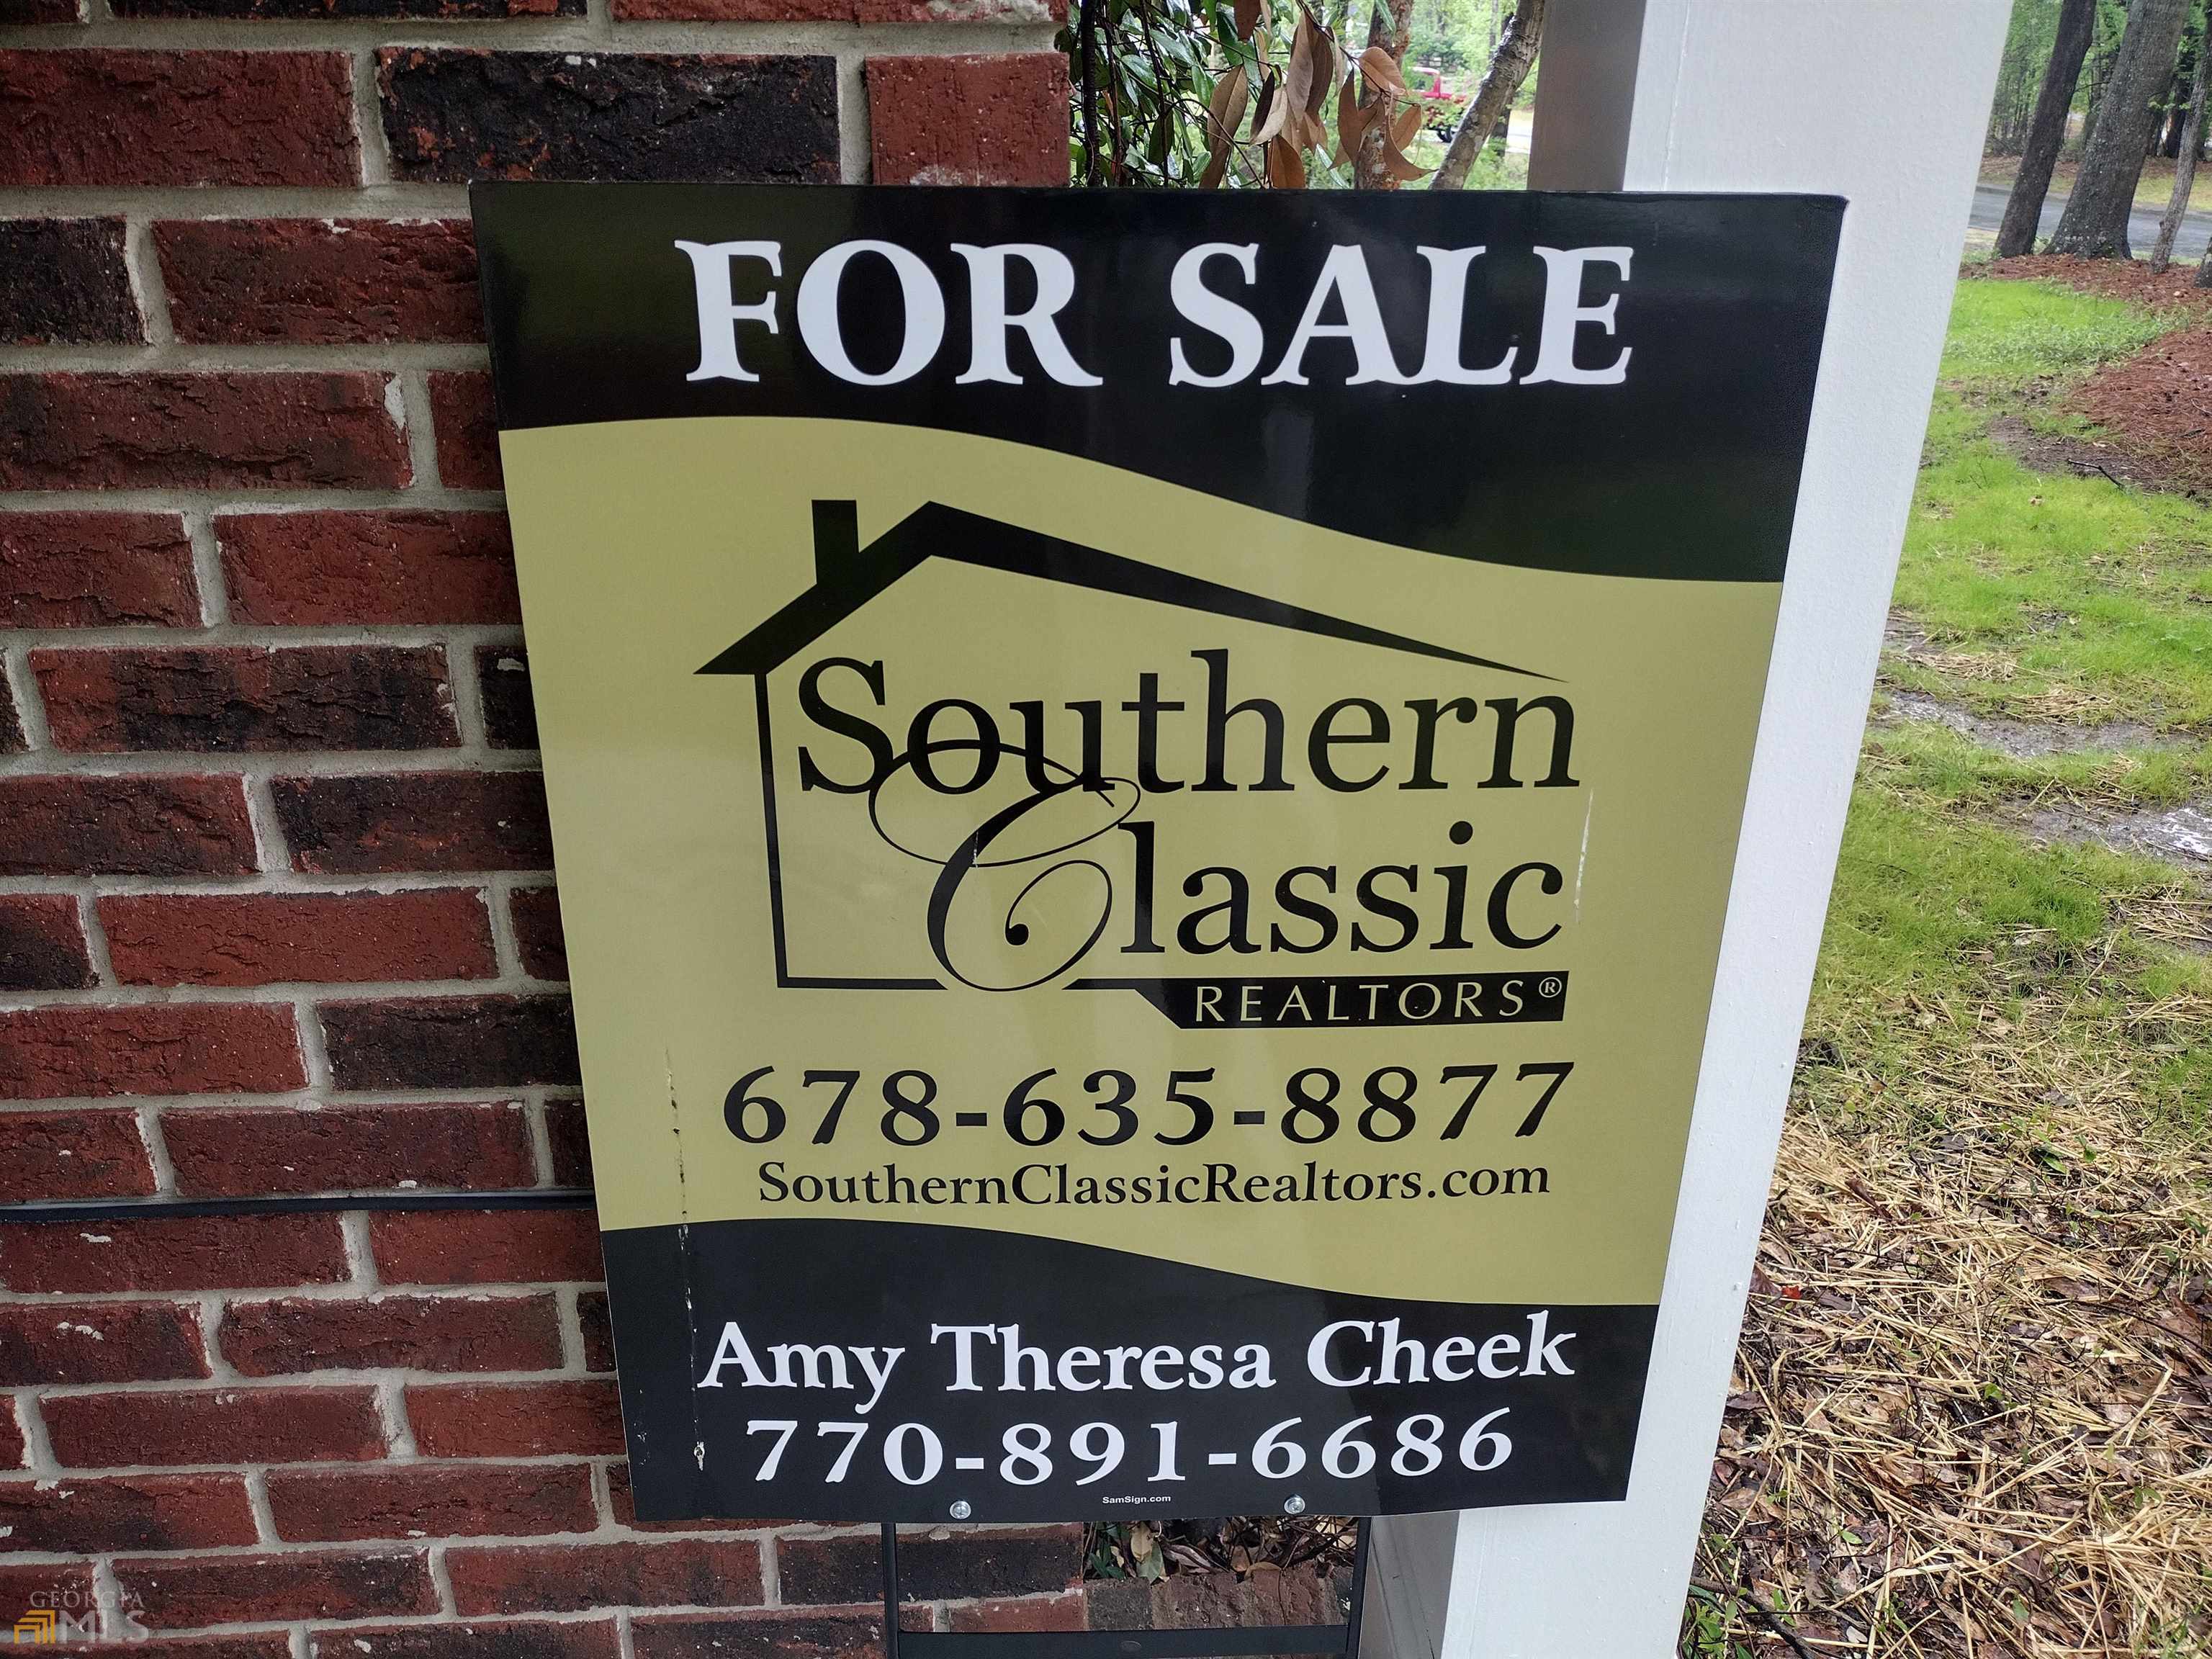 FOR SALE
Southern
Classic
REALTORS®
678-635-8877
SouthernClassicRealtors.com
Amy Theresa Cheek
770-891-6686
SamSign.com
GEORGIA
MLS